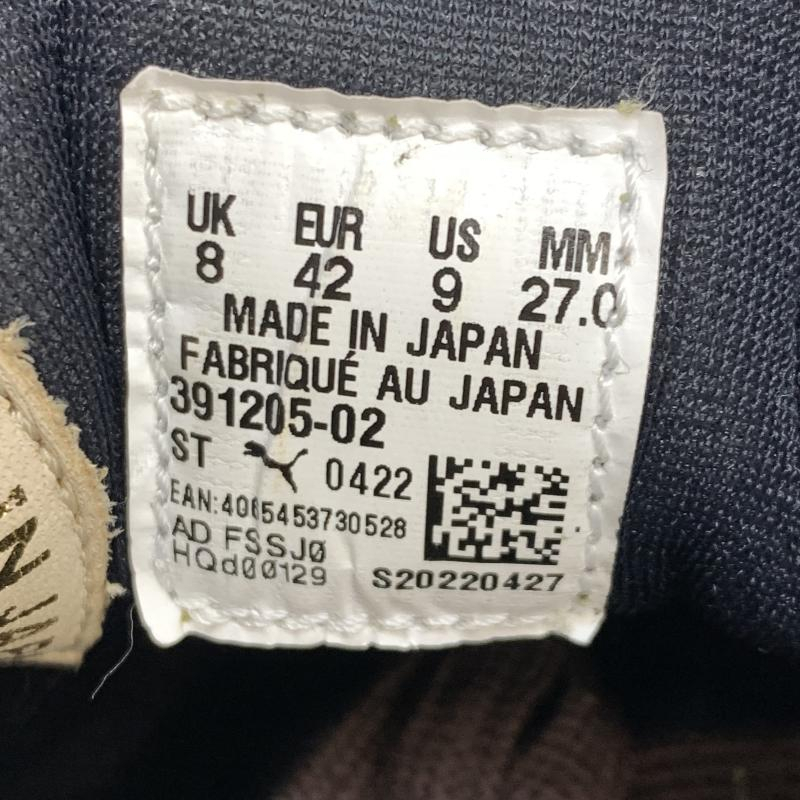 UK EUR US MM
8 42 9 27.0
MADE IN JAPAN
FABRIQUÉ AU JAPAN
391205-02
ST 0422
EAN:4065453730528
AD FSSJ0
HQd00129 S20220427